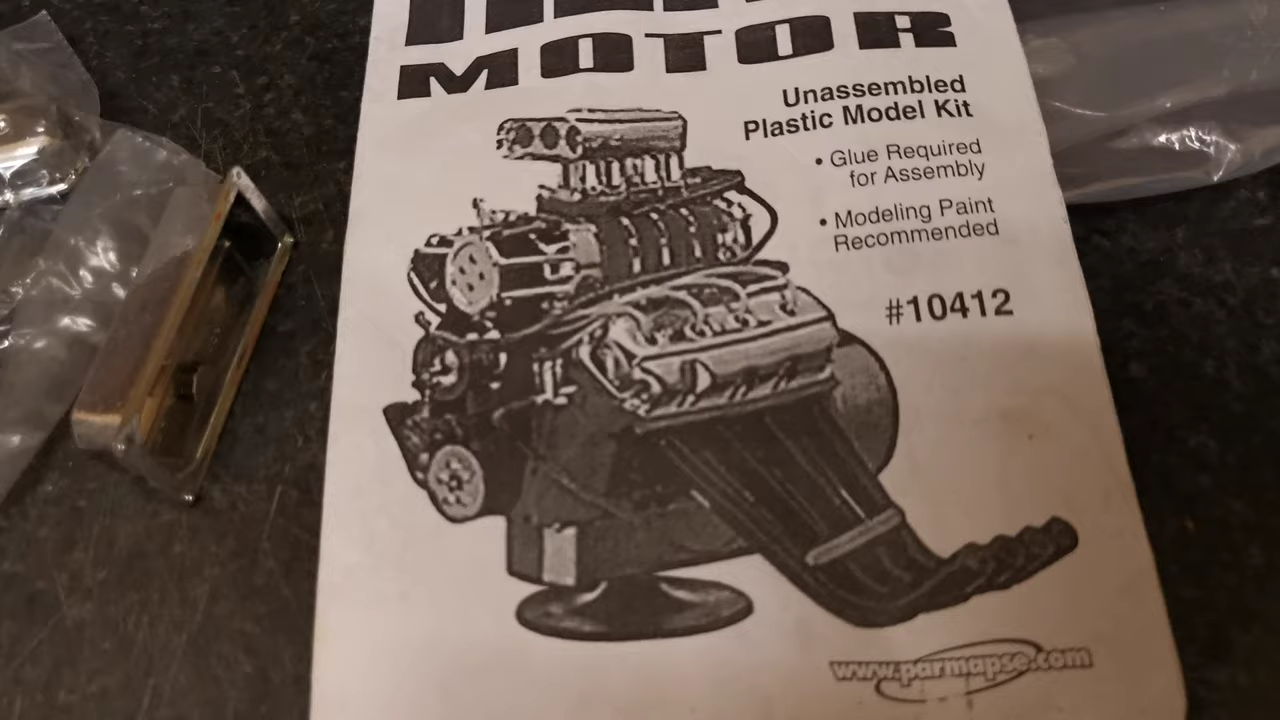 MOTOR
Unassembled
Plastic Model Kit
• Glue Required
for Assembly
• Modeling Paint
Recommended
#10412
www.parmapse.com